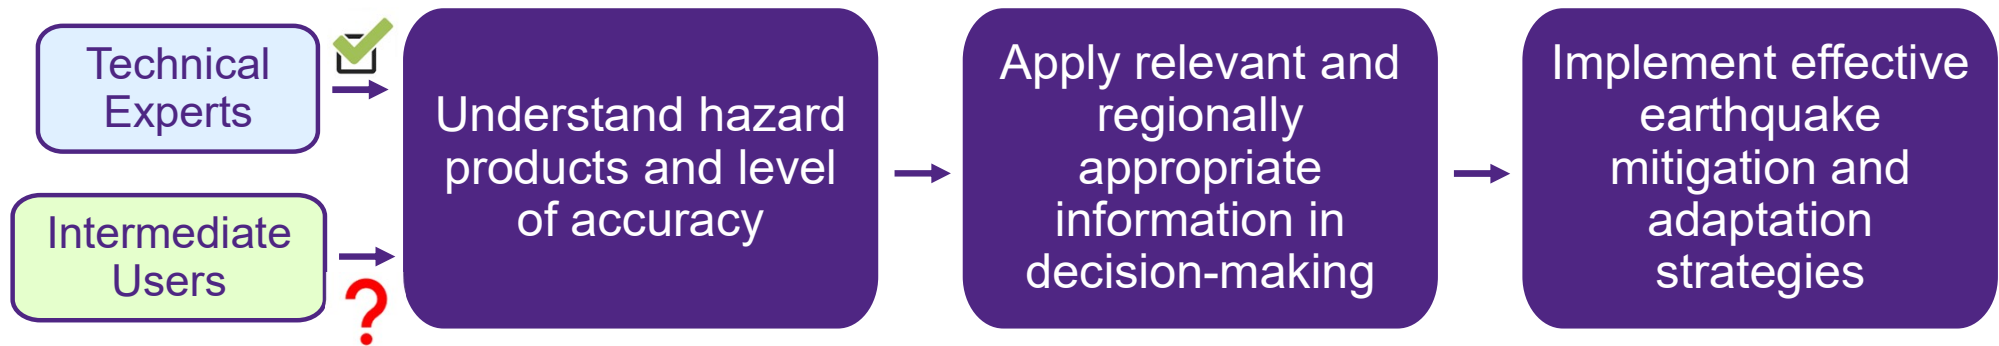 Technical
Experts
Intermediate
Users
?
Understand hazard
products and level
of accuracy
Apply relevant and
regionally
appropriate
information in
decision-making
Implement effective
earthquake
mitigation and
adaptation
strategies